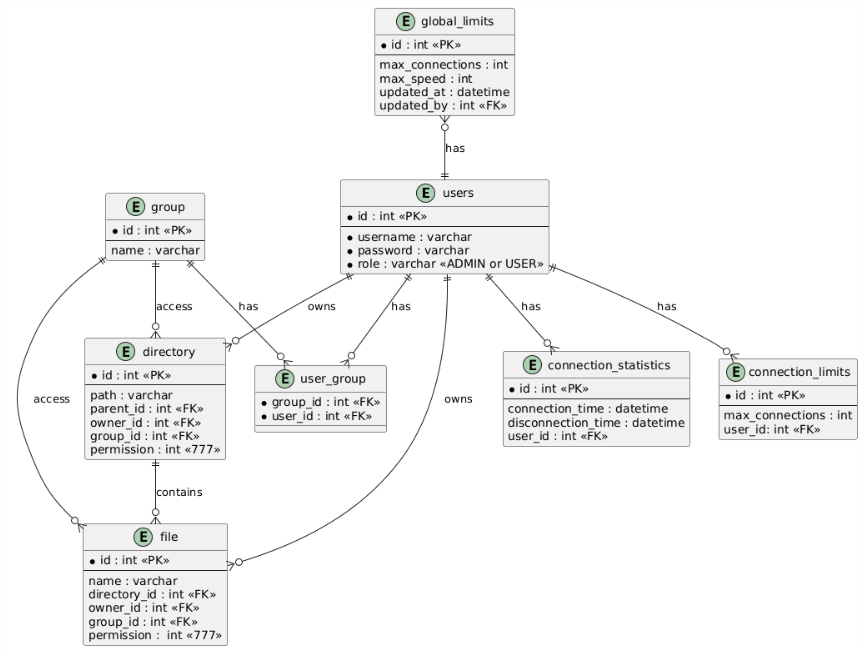 E global_limits
id : int «PK»
max_connections : int
max_speed : int
updated_at : datetime
updated_by : int «FK»
has
E users
id : int «PK»
username : varchar
password : varchar
role : varchar «ADMIN or USER»
E group
id : int «PK»
name : varchar
access
has
owns
has
has
has
E directory
id : int «PK»
path : varchar
parent_id : int «FK»
owner_id : int «FK»
group_id : int «FK»
permission : int «777»
E user_group
group_id : int «FK»
user_id : int «FK»
E connection_statistics
id : int «PK»
connection_time : datetime
disconnection_time : datetime
user_id : int «FK»
E connection_limits
id : int «PK»
max_connections : int
user_id: int «FK»
access
owns
contains
E file
id : int «PK»
name : varchar
directory_id : int «FK»
owner_id : int «FK»
group_id : int «FK»
permission :  int «777»